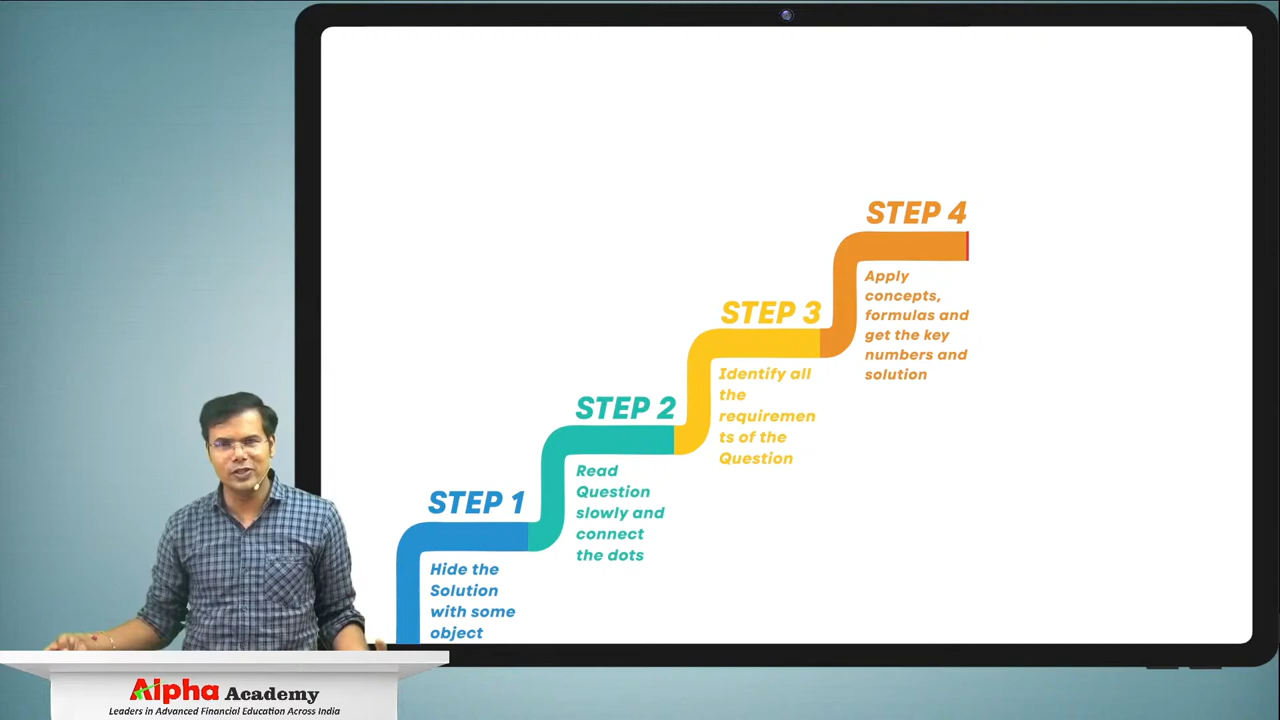 STEP 4
Apply
concepts,
formulas and
get the key
numbers and
solution
STEP 3
Identify all
the
requiremen
ts of the
Question
STEP 2
Read
Question
slowly and
connect
the dots
STEP 1
Hide the
Solution
with some
object
Alpha Academy
Leaders in Advanced Financial Education Across India